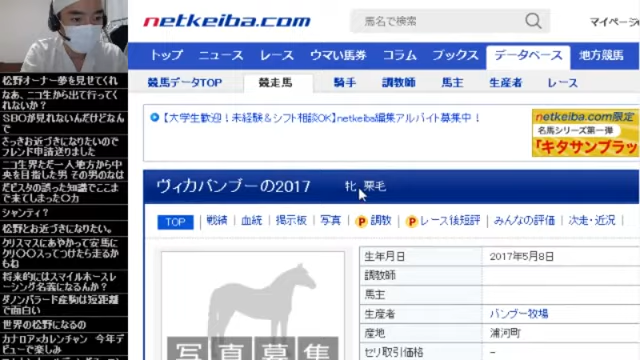 netkeiba.com
馬名で検索
マイページ
トップ ニュース レース ウマい馬券 コラム ブックス データベース 地方競馬
競馬データTOP 競走馬 騎手 調教師 馬主 生産者 レース
【大学生歓迎！未経験＆シフト相談OK】netkeiba編集アルバイト募集中！
netkeiba.com限定
名馬シリーズ第一弾
「キタサンブラッ
ヴィカバンブーの2017 牝 栗毛
TOP 戦績 血統 掲示板 写真 P 調教 P レース後短評 みんなの評価 次走・近況
生年月日 2017年5月8日
調教師
馬主
生産者 バンブー牧場
産地 浦河町
セリ取引価格 -
写真募集
松野オーナー夢を見せてくれ
なあ、ニコ生から出て行ってく
れないか？
SBOが見れないんだけどなん
で
さっきお近づきになりたいので
フレンド申請送りました
ニコ生界ただ一人地方から中
央を目指した男 その男のなは
だビスタの誤った知識でここま
で来てしまった〇カ
シャンティ？
松野とお近づきになりたい。
クリスマスにあやかって安馬に
クリ〇〇スってつけたら走るか
もね
将来的にはスマイルホースレ
ーシング名義になるんか？
ダノンバラード産駒は短距離
で面白い
世界の松野になるの
カナロア×カレンチャン 今年デ
ビューで楽しみ